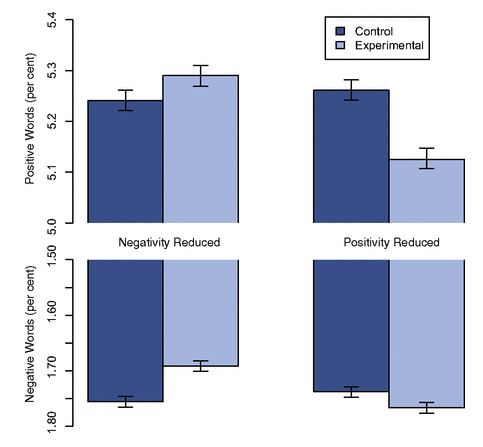 Control
Experimental
Positive Words (per cent)
5.4
5.3
5.2
5.1
5.0
Negativity Reduced
Positivity Reduced
Negative Words (per cent)
1.50
1.60
1.70
1.80